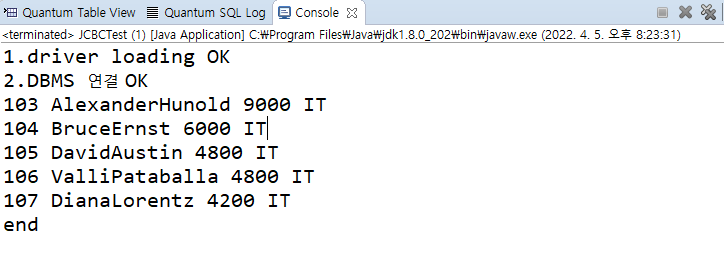 Quantum Table View Quantum SQL Log Console
<terminated> JCBCTest (1) [Java Application] C:₩Program Files₩Java₩jdk1.8.0_202₩bin₩javaw.exe (2022. 4. 5. 오후 8:23:31)
1.driver loading OK
2.DBMS 연결 OK
103 AlexanderHunold 9000 IT
104 BruceErnst 6000 IT
105 DavidAustin 4800 IT
106 ValliPataballa 4800 IT
107 DianaLorentz 4200 IT
end